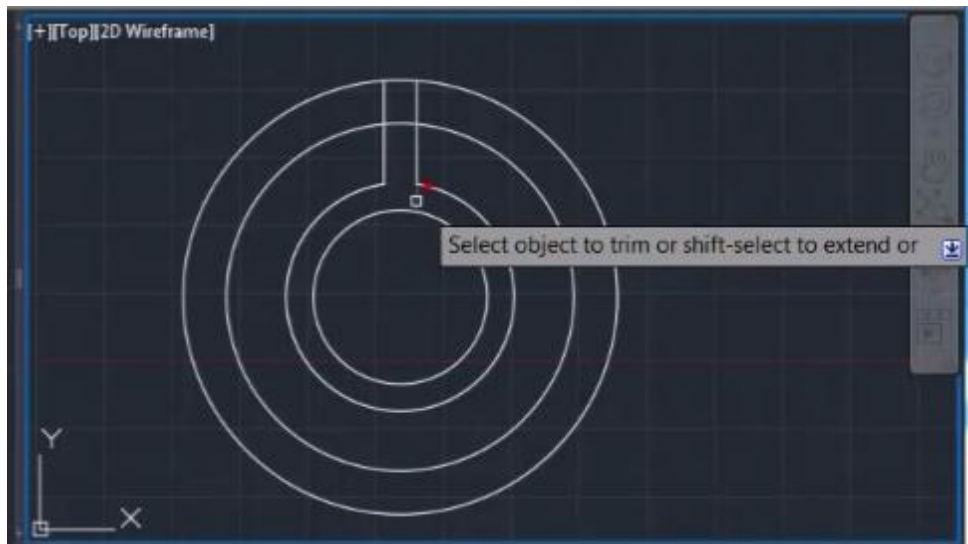 [+][Top][2D Wireframe]
Select object to trim or shift-select to extend or
Y
X